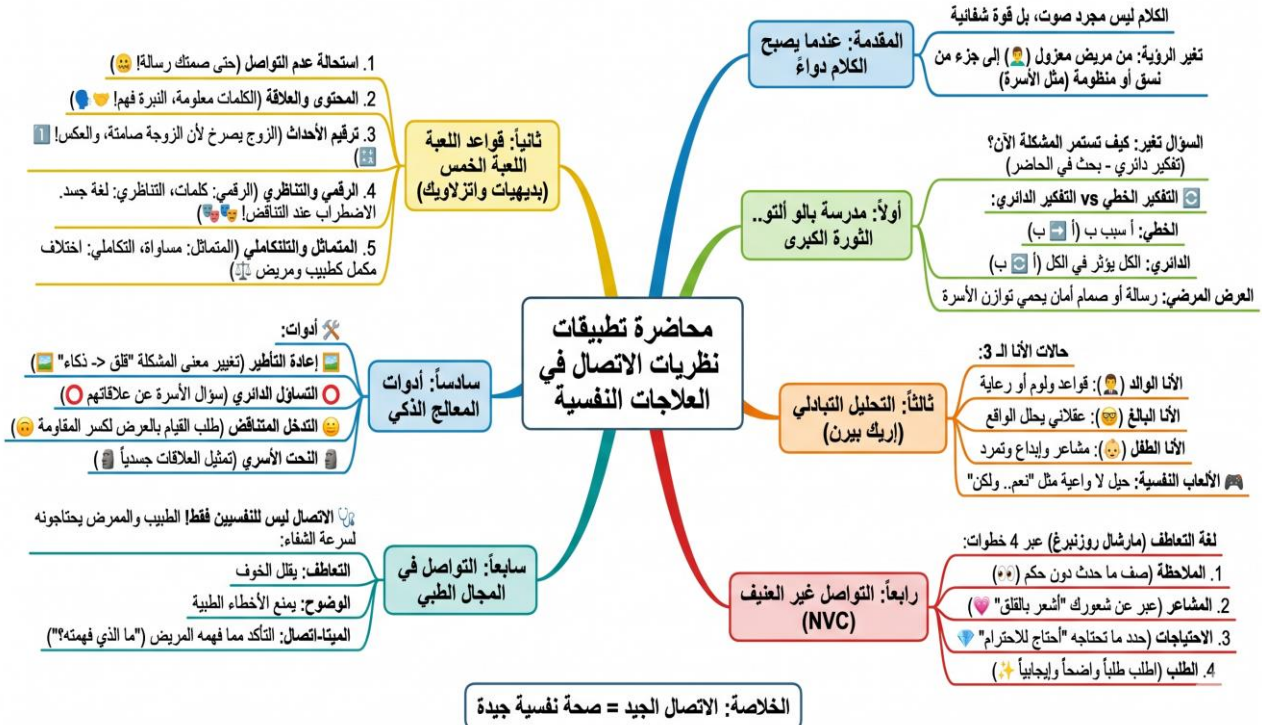 محاضرة تطبيقات
نظريات الاتصال في
العلاجات النفسية
المقدمة: عندما يصبح
الكلام دواءً
الكلام ليس مجرد صوت، بل قوة شفائية
تغير الرؤية: من مريض معزول (🤦‍♂️) إلى جزء من
نسق أو منظومة (مثل الأسرة)
أولاً: مدرسة بالو ألتو..
الثورة الكبرى
السؤال تغير: كيف تستمر المشكلة الآن؟
(تفكير دائري - بحث في الحاضر)
🔄 التفكير الخطي vs التفكير الدائري:
الخطي: أ سبب ب (أ ➡️ ب)
الدائري: الكل يؤثر في الكل (أ 🔄 ب)
العرض المرضي: رسالة أو صمام أمان يحمي توازن الأسرة
ثانياً: قواعد اللعبة
اللعبة الخمس
(بديهيات واتزلاويك)
1. استحالة عدم التواصل (حتى صمتك رسالة! 🤐)
2. المحتوى والعلاقة (الكلمات معلومة، النبرة فهم! 🤝🗣️)
3. ترقيم الأحداث (الزوج يصرخ لأن الزوجة صامتة، والعكس! 1️⃣
🔢)
4. الرقمي والتناظري (الرقمي: كلمات، التناظري: لغة جسد.
الاضطراب عند التناقض! 🎭🎭)
5. المتماثل والتلتكاملي (المتماثل: مساواة، التكاملي: اختلاف
مكمل كطبيب ومريض ⚖️)
ثالثاً: التحليل التبادلي
(إريك بيرن)
حالات الأنا الـ 3:
الأنا الوالد (🤵‍♂️): قواعد ولوم أو رعاية
الأنا البالغ (🤓): عقلاني يحلل الواقع
الأنا الطفل (👶): مشاعر وإبداع وتمرد
🎮 الألعاب النفسية: حيل لا واعية مثل "نعم.. ولكن"
رابعاً: التواصل غير العنيف
(NVC)
لغة التعاطف (مارشال روزنبرغ) عبر 4 خطوات:
1. الملاحظة (صف ما حدث دون حكم 👀)
2. المشاعر (عبر عن شعورك "أشعر بالقلق" 💗)
3. الاحتياجات (حدد ما تحتاجه "أحتاج للاحترام" 💎
4. الطلب (اطلب طلباً واضحاً وإيجابياً ✨)
سادساً: أدوات
المعالج الذكي
🛠️ أدوات:
🖼️ إعادة التأطير (تغيير معنى المشكلة "قلق <- ذكاء" 🖼️)
⭕ التساؤل الدائري (سؤال الأسرة عن علاقاتهم ⭕)
🙃 التدخل المتناقض (طلب القيام بالعرض لكسر المقاومة 🙃)
🗿 النحت الأسري (تمثيل العلاقات جسدياً 🗿)
سابعاً: التواصل في
المجال الطبي
🩺 الاتصال ليس للنفسيين فقط! الطبيب والممرض يحتاجونه
لسرعة الشفاء:
التعاطف: يقلل الخوف
الوضوح: يمنع الأخطاء الطبية
الميتا-اتصال: التأكد مما فهمه المريض ("ما الذي فهمته؟")
الخلاصة: الاتصال الجيد = صحة نفسية جيدة